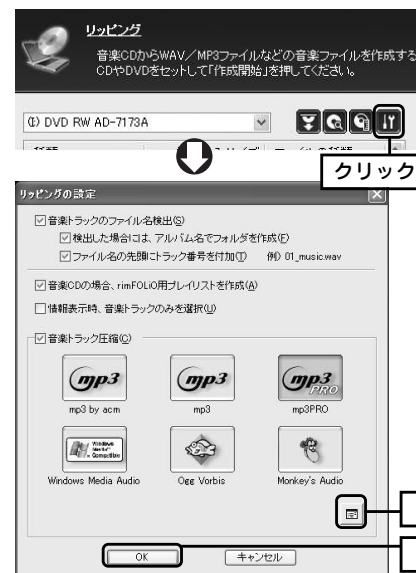 リッピング
音楽CDからWAV／MP3ファイルなどの音楽ファイルを作成する
CDやDVDをセットして「作成開始」を押してください。
(E:) DVD RW AD-7173A
クリック
リッピングの設定
音楽トラックのファイル名検出(S)
検出した場合には、アルバム名でフォルダを作成(F)
ファイル名の先頭にトラック番号を付加(T) 例) 01_music.wav
音楽CDの場合、rimFOLiO用プレイリストを作成(A)
情報表示時、音楽トラックのみを選択(U)
音楽トラック圧縮(C)
mp3 mp3 mp3 PRO
mp3 by acm mp3 mp3PRO
Windows Media Audio Ogg Vorbis Monkey's Audio
OK キャンセル